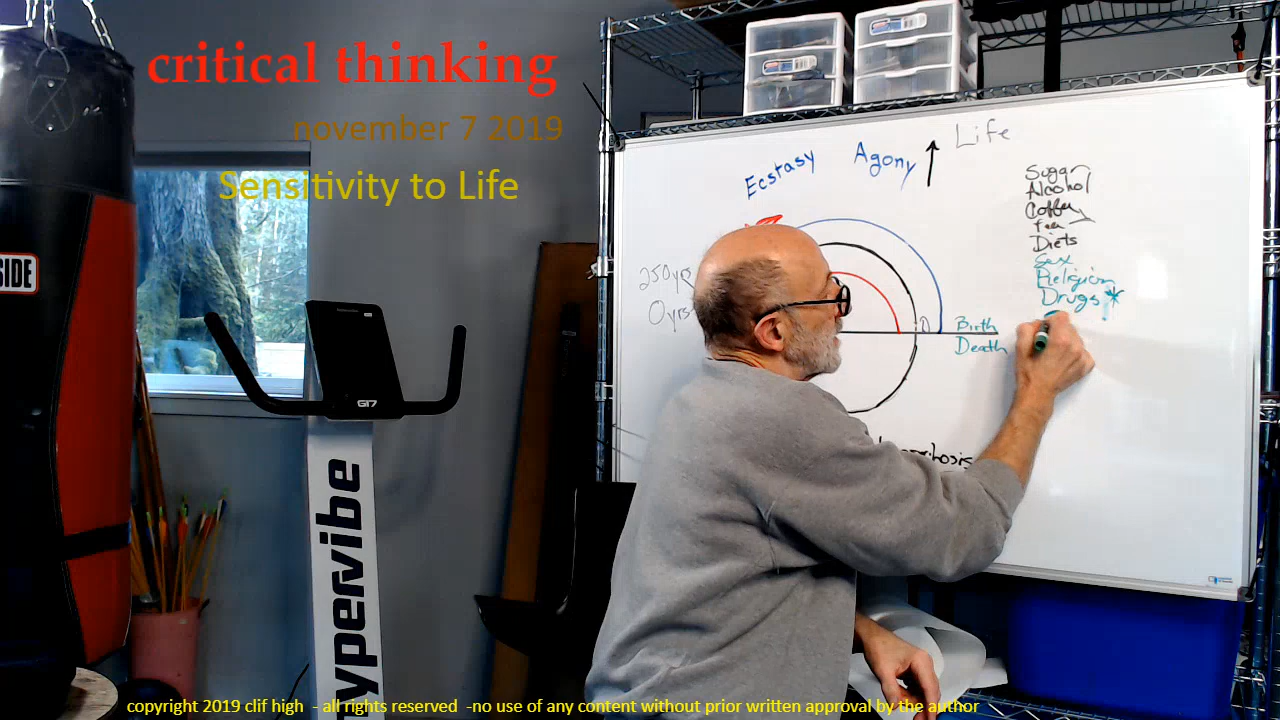 critical thinking
november 7 2019
Sensitivity to Life
SIDE
G17
hypervibe
Ecstasy Agony Life
Sugar
Alcohol
Coffee
Tea
Diets
Sex
Religion
Drugs *
250yrs
0yrs
Birth
Death
copyright 2019 clif high - all rights reserved -no use of any content without prior written approval by the author